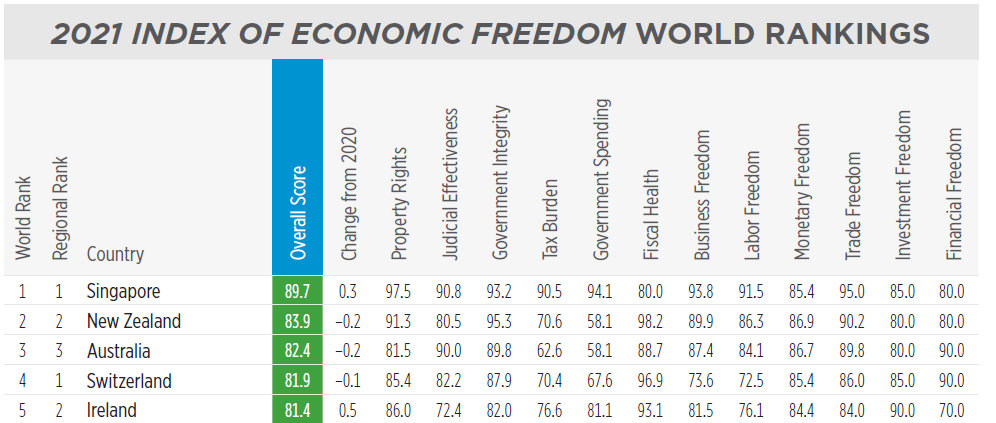 2021 INDEX OF ECONOMIC FREEDOM WORLD RANKINGS
World Rank Regional Rank Country Overall Score Change from 2020 Property Rights Judicial Effectiveness Government Integrity Tax Burden Government Spending Fiscal Health Business Freedom Labor Freedom Monetary Freedom Trade Freedom Investment Freedom Financial Freedom
1 1 Singapore 89.7 0.3 97.5 90.8 93.2 90.5 94.1 80.0 93.8 91.5 85.4 95.0 85.0 80.0
2 2 New Zealand 83.9 –0.2 91.3 80.5 95.3 70.6 58.1 98.2 89.9 86.3 86.9 90.2 80.0 80.0
3 3 Australia 82.4 –0.2 81.5 90.0 89.8 62.6 58.1 88.7 87.4 84.1 86.7 89.8 80.0 90.0
4 1 Switzerland 81.9 –0.1 85.4 82.2 87.9 70.4 67.6 96.9 73.6 72.5 85.4 86.0 85.0 90.0
5 2 Ireland 81.4 0.5 86.0 72.4 82.0 76.6 81.1 93.1 81.5 76.1 84.4 84.0 90.0 70.0